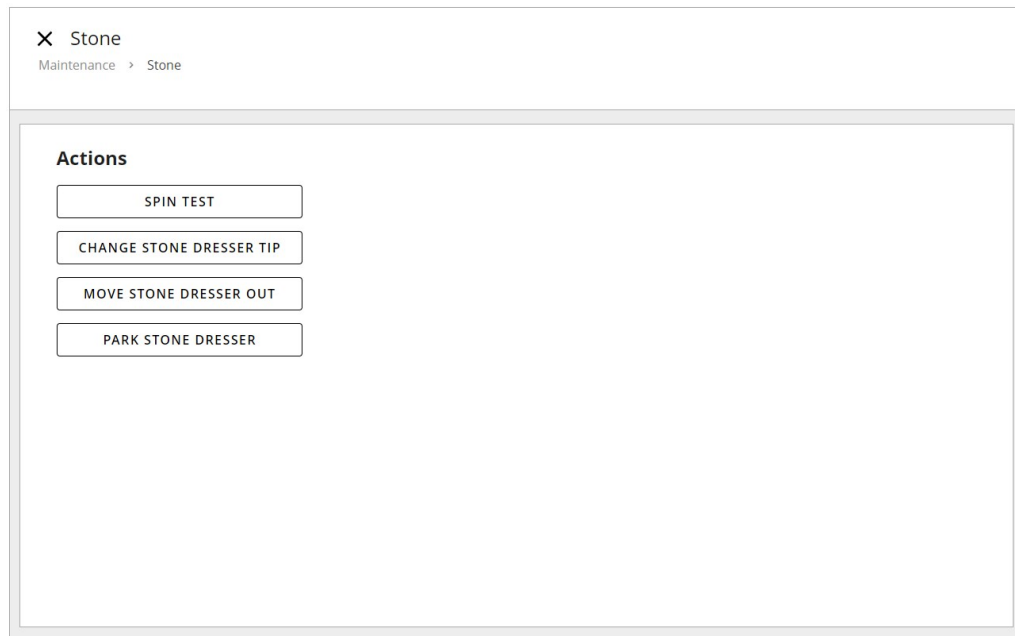 Stone
Maintenance > Stone
Actions
SPIN TEST
CHANGE STONE DRESSER TIP
MOVE STONE DRESSER OUT
PARK STONE DRESSER